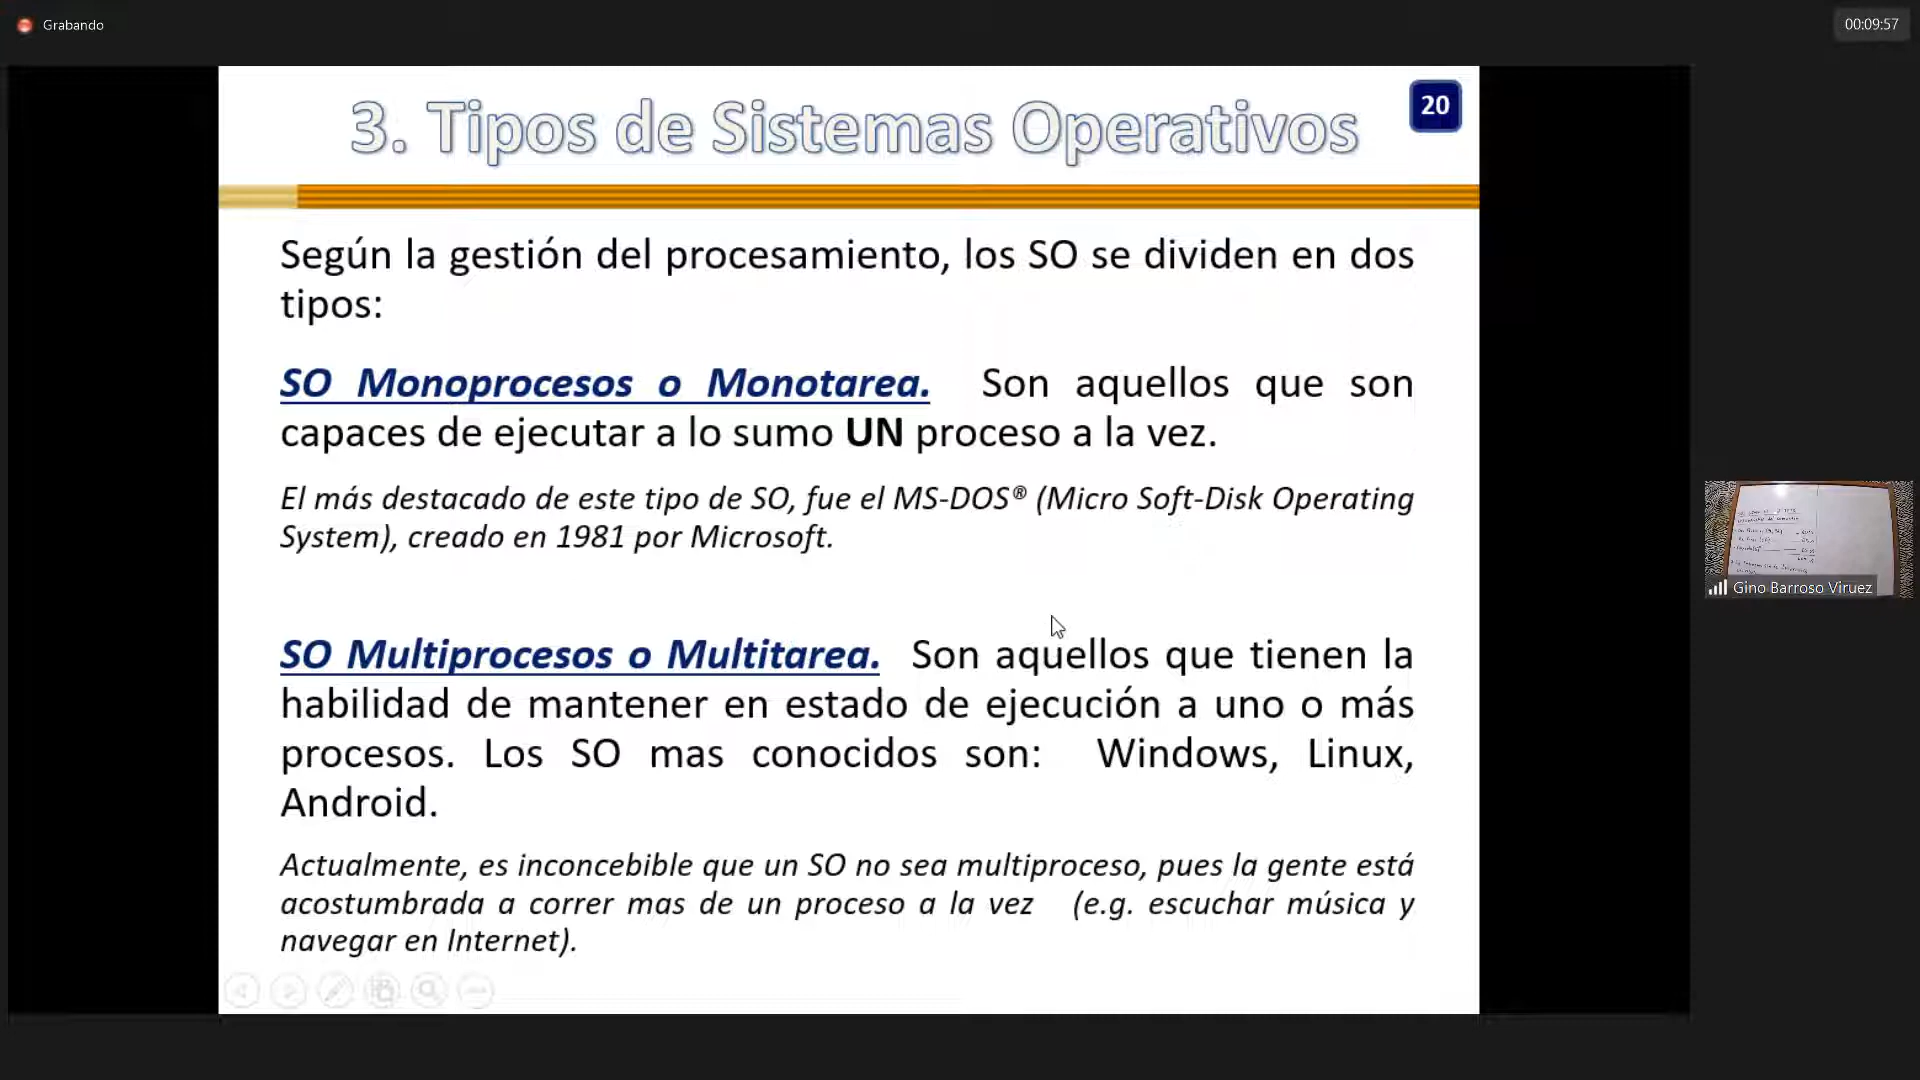 Grabando
00:09:57
3. Tipos de Sistemas Operativos
20
Según la gestión del procesamiento, los SO se dividen en dos
tipos:
SO Monoprocesos o Monotarea. Son aquellos que son
capaces de ejecutar a lo sumo UN proceso a la vez.
El más destacado de este tipo de SO, fue el MS-DOS® (Micro Soft-Disk Operating
System), creado en 1981 por Microsoft.
SO Multiprocesos o Multitarea. Son aquellos que tienen la
habilidad de mantener en estado de ejecución a uno o más
procesos. Los SO mas conocidos son: Windows, Linux,
Android.
Actualmente, es inconcebible que un SO no sea multiproceso, pues la gente está
acostumbrada a correr mas de un proceso a la vez (e.g. escuchar música y
navegar en Internet).
Gino Barroso Viruez